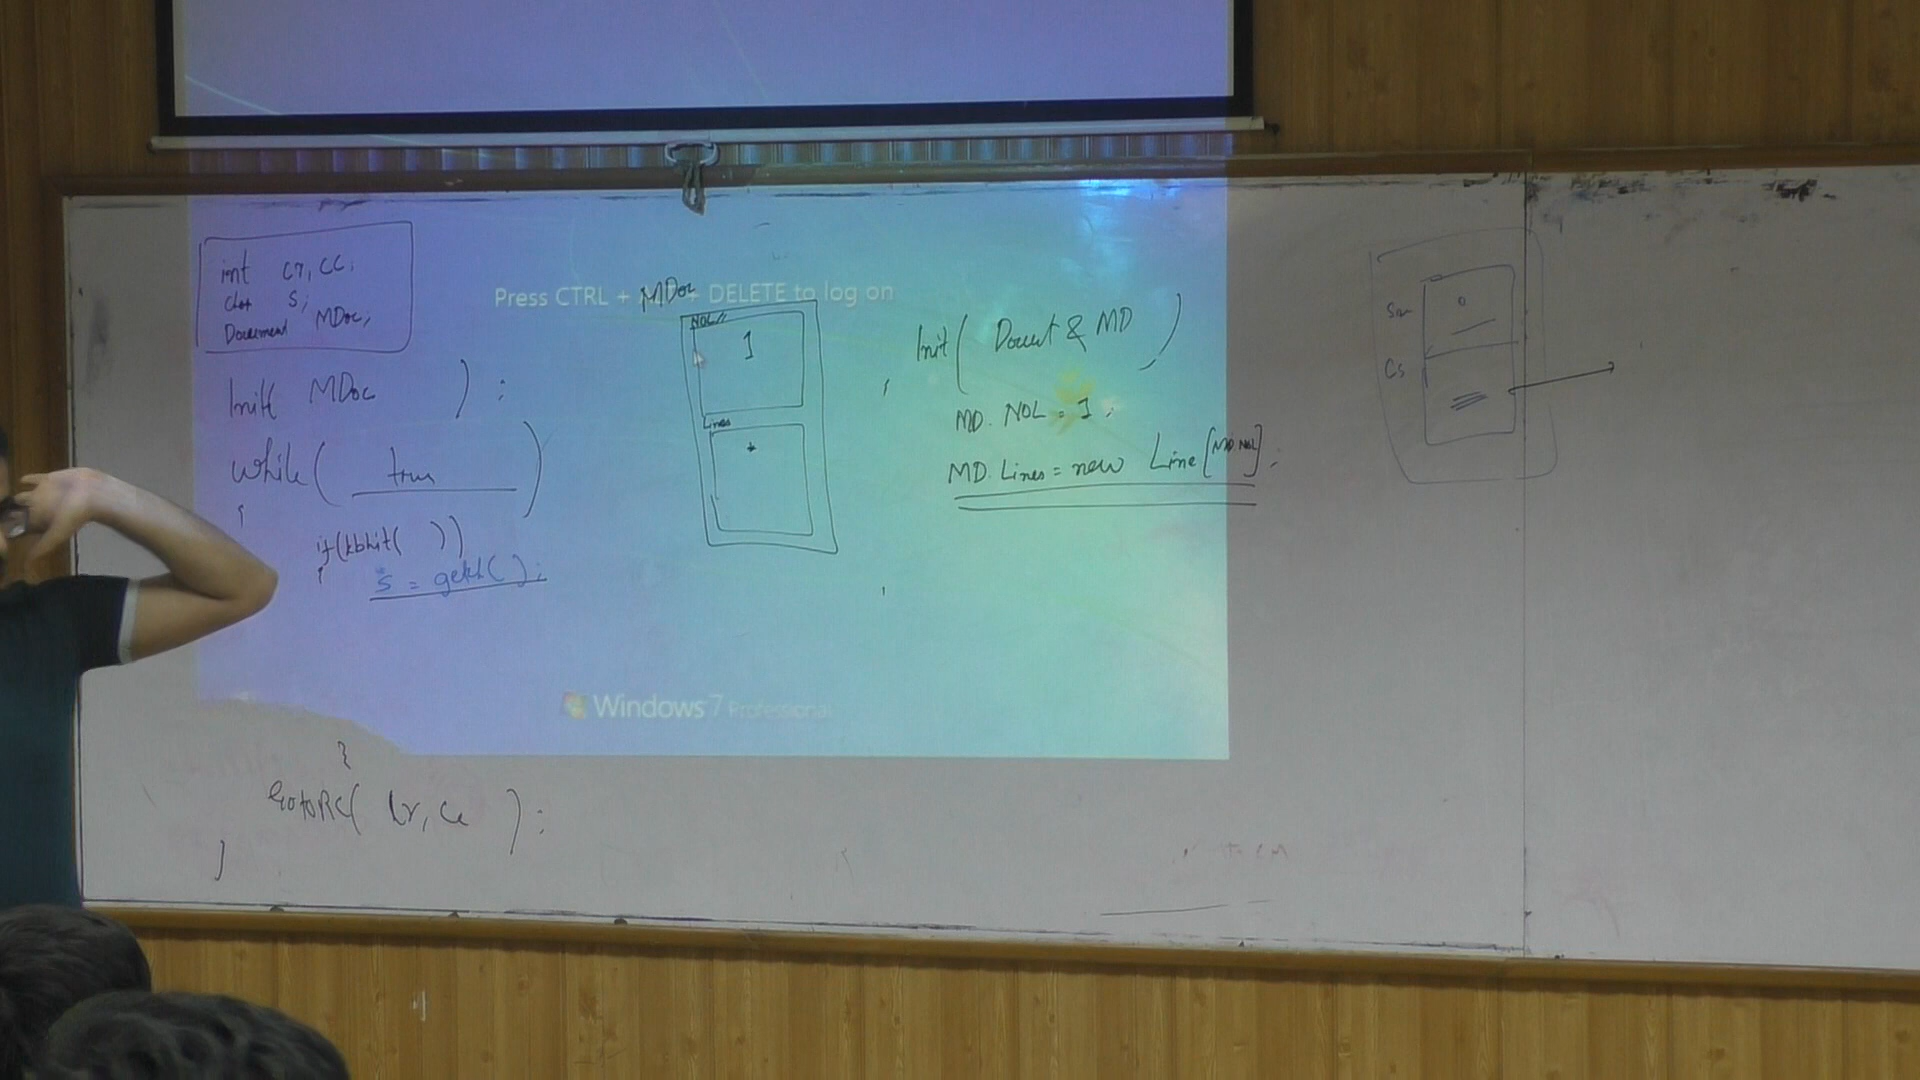 int cr, cc;
char s;
Document MDoc;
Init( MDoc );
while( true )
{
if(kbhit( ))
{
s = getch( );
}
GotoRC( Cr, Cc );
}
Press CTRL + DELETE to log on
MDoc
NOL
1
Lines
Windows 7 Professional
Init( Docunt & MD )
MD. NOL = 1;
MD. Lines = new Line[MD.NOL];
0
Cs